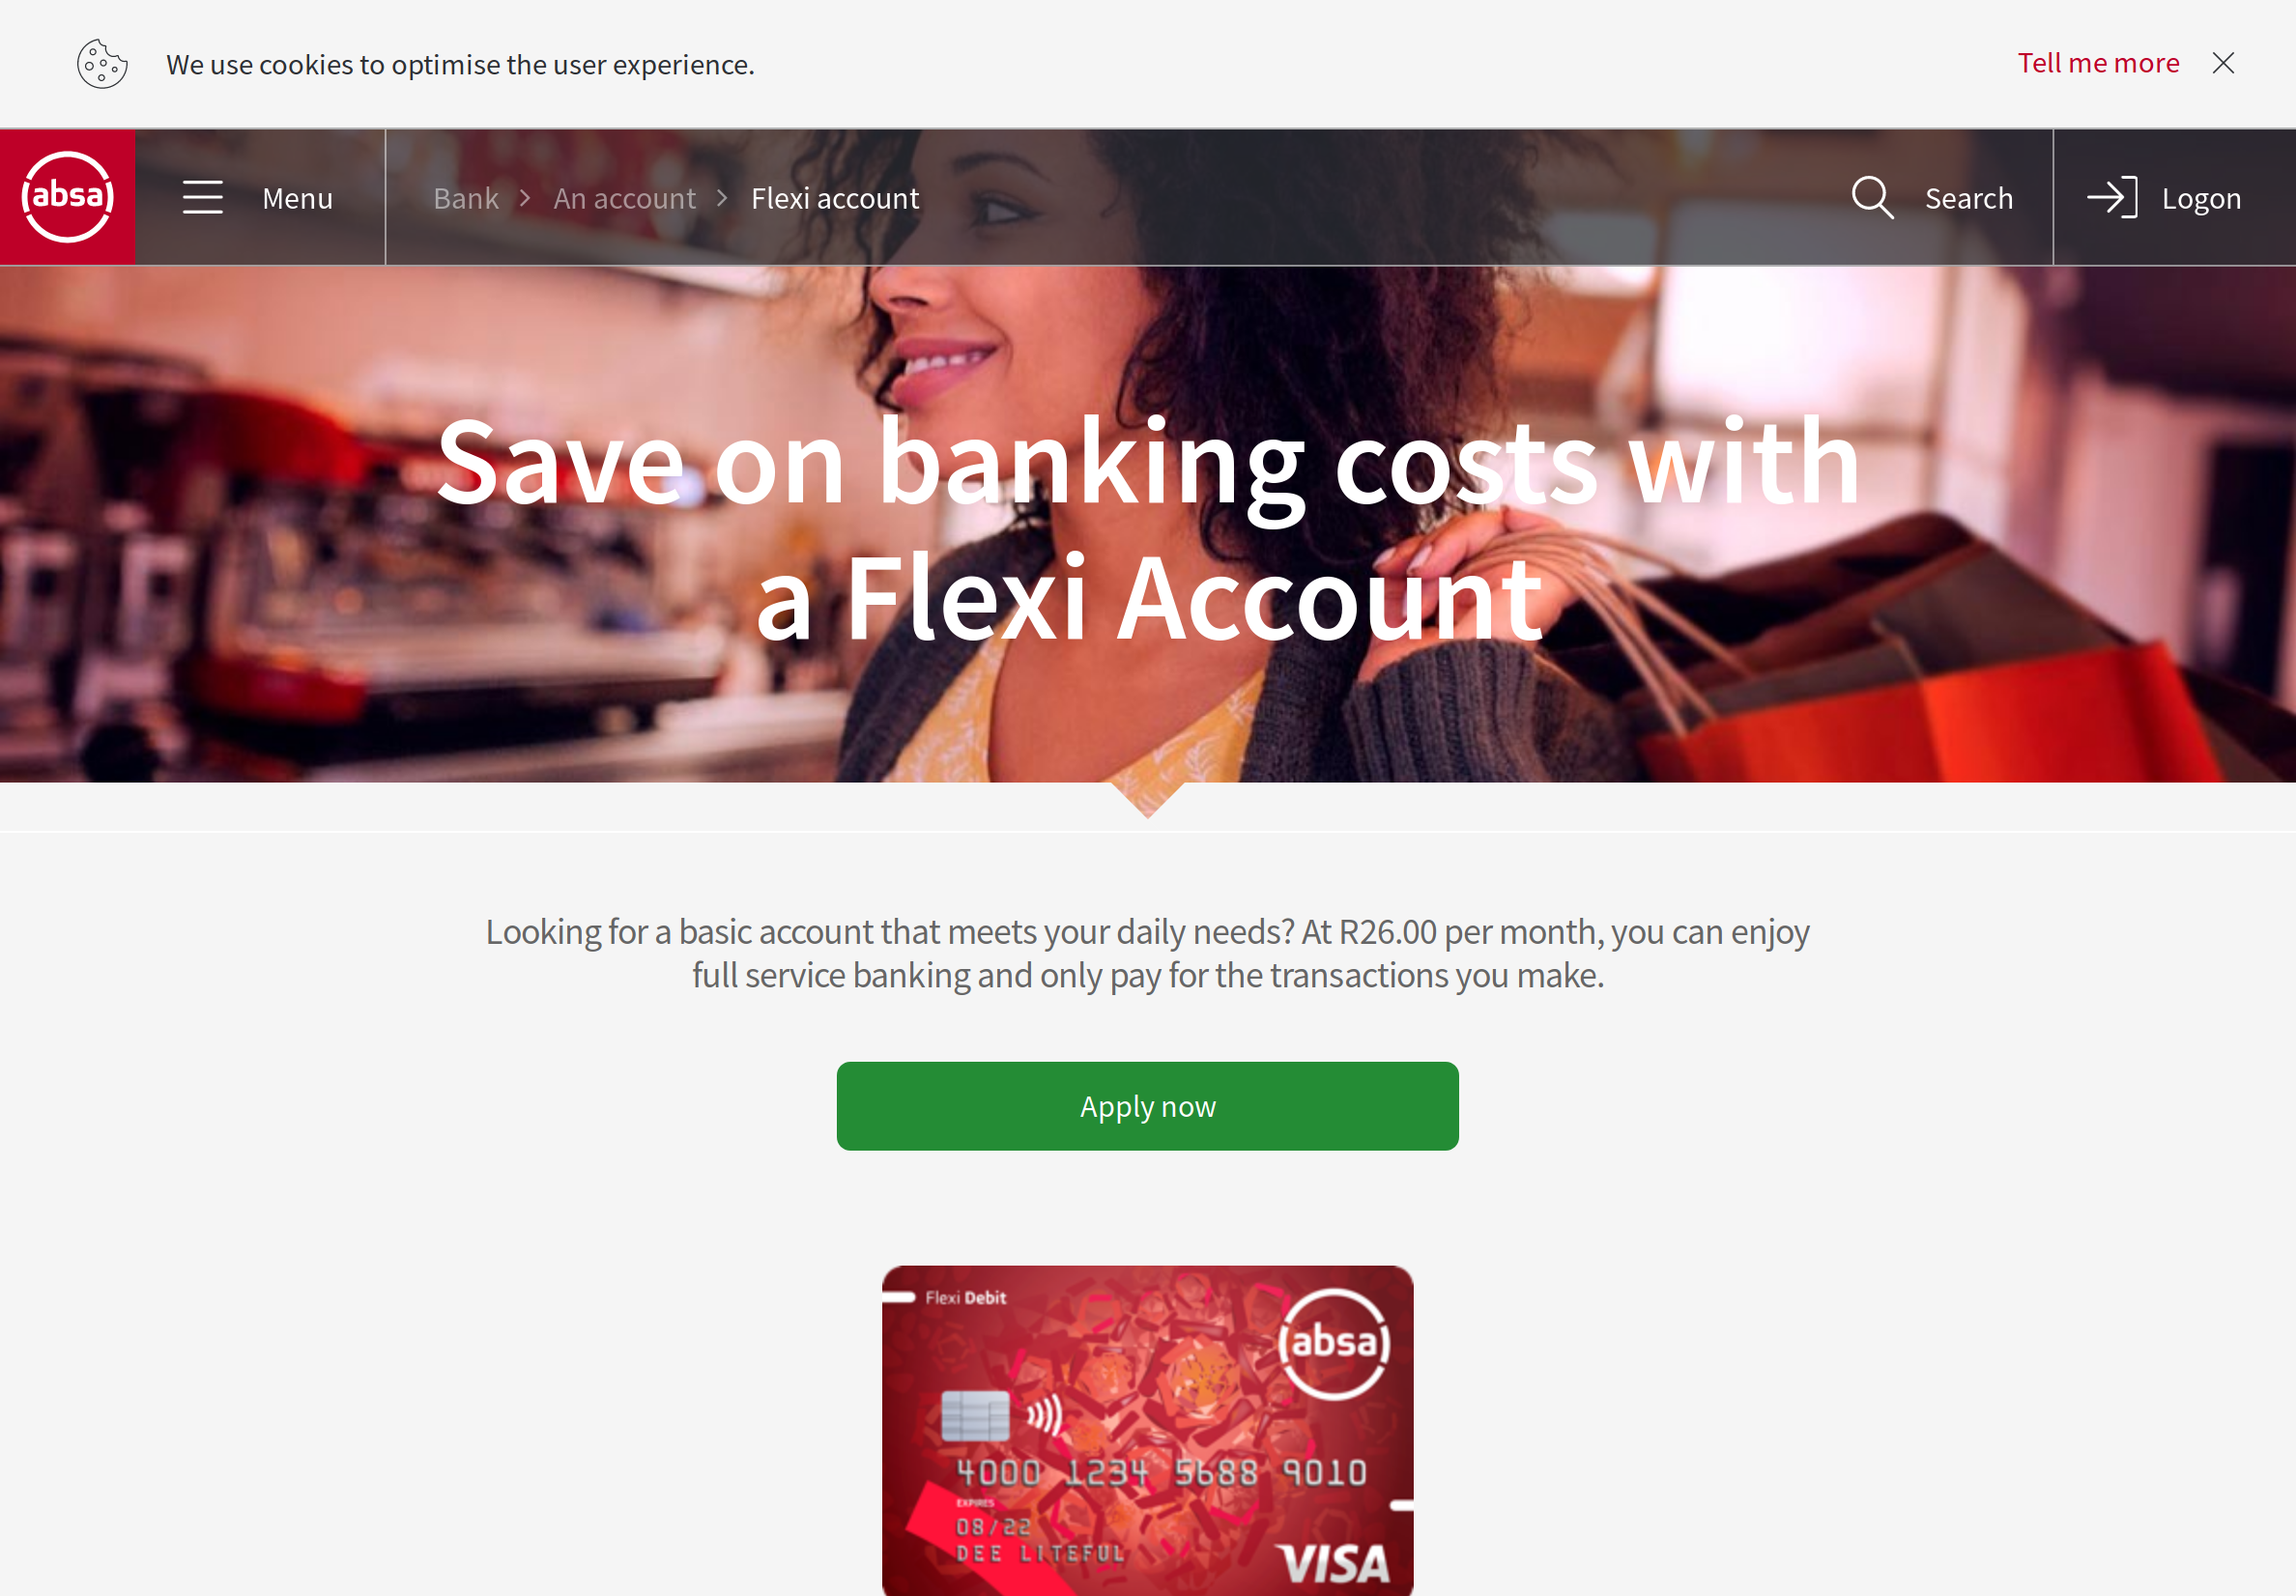 We use cookies to optimise the user experience.
Tell me more
absa
Menu
Bank
An account
Flexi account
Search
Logon
Save on banking costs with
a Flexi Account
Looking for a basic account that meets your daily needs? At R26.00 per month, you can enjoy
full service banking and only pay for the transactions you make.
Apply now
Flexi Debit
absa
4000 1234 5688 9010
EXPIRES
08/22
DEE LITEFUL
VISA